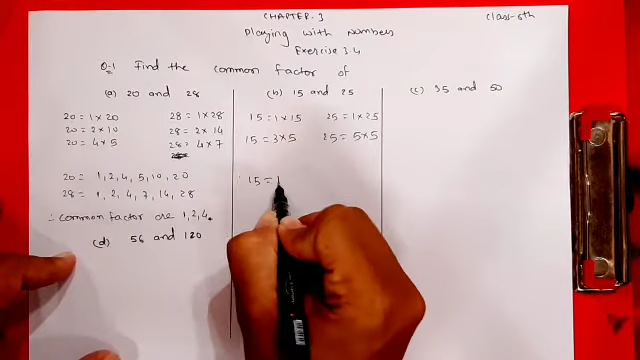 CHAPTER-3
class-6th
Playing with Numbers
Exercise 3.4
Q.1 Find the common factor of
(a) 20 and 28
20 = 1×20
28 = 1×28
20 = 2×10
28 = 2×14
20 = 4×5
28 = 4×7
20 = 1,2,4,5,10,20
28 = 1,2,4,7,14,28
∴ common factor are 1,2,4.
(d) 56 and 120
(b) 15 and 25
15 = 1×15
25 = 1×25
15 = 3×5
25 = 5×5
15 = 1
(c) 35 and 50